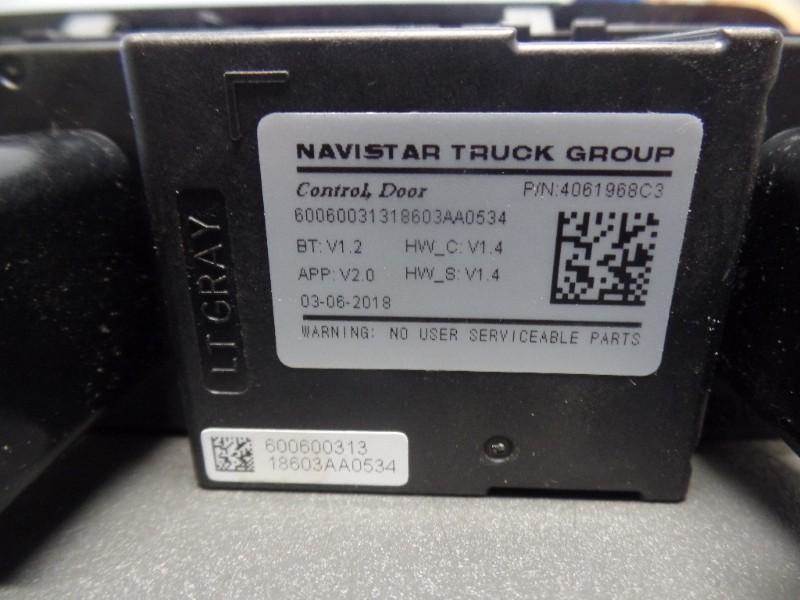 NAVISTAR TRUCK GROUP
Control, Door P/N:4061968C3
60060031318603AA0534
BT: V1.2 HW_C: V1.4
APP: V2.0 HW_S: V1.4
03-06-2018
WARNING: NO USER SERVICEABLE PARTS
LT GRAY
600600313
18603AA0534